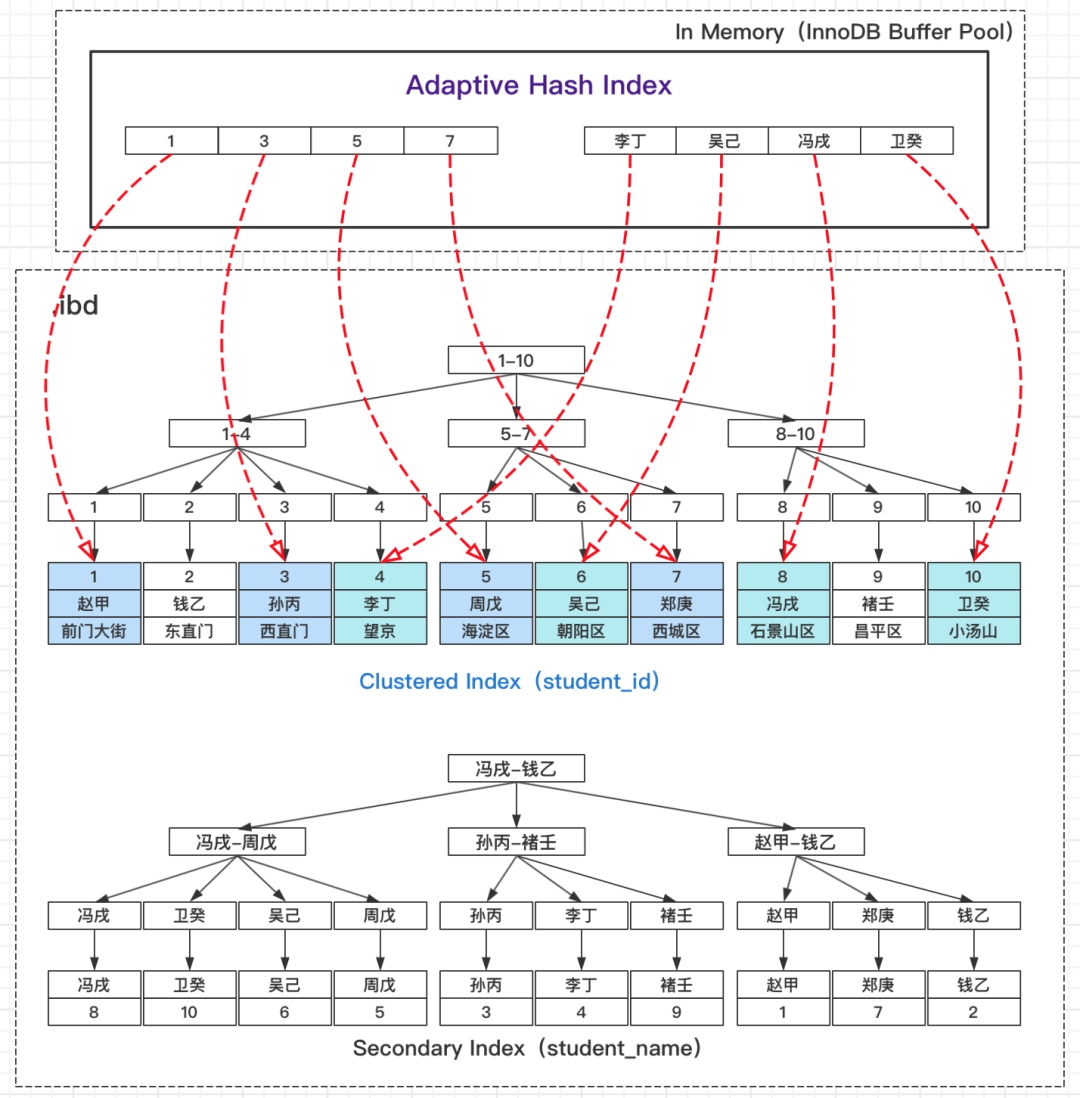 In Memory（InnoDB Buffer Pool）
Adaptive Hash Index
1 3 5 7 李丁 吴己 冯戌 卫癸
.ibd
1-10
1-4 5-7 8-10
1 2 3 4 5 6 7 8 9 10
1 2 3 4 5 6 7 8 9 10
赵甲 钱乙 孙丙 李丁 周戊 吴己 郑庚 冯戌 褚壬 卫癸
前门大街 东直门 西直门 望京 海淀区 朝阳区 西城区 石景山区 昌平区 小汤山
Clustered Index（student_id）
冯戌-钱乙
冯戌-周戊 孙丙-褚壬 赵甲-钱乙
冯戌 卫癸 吴己 周戊 孙丙 李丁 褚壬 赵甲 郑庚 钱乙
冯戌 卫癸 吴己 周戊 孙丙 李丁 褚壬 赵甲 郑庚 钱乙
8 10 6 5 3 4 9 1 7 2
Secondary Index（student_name）